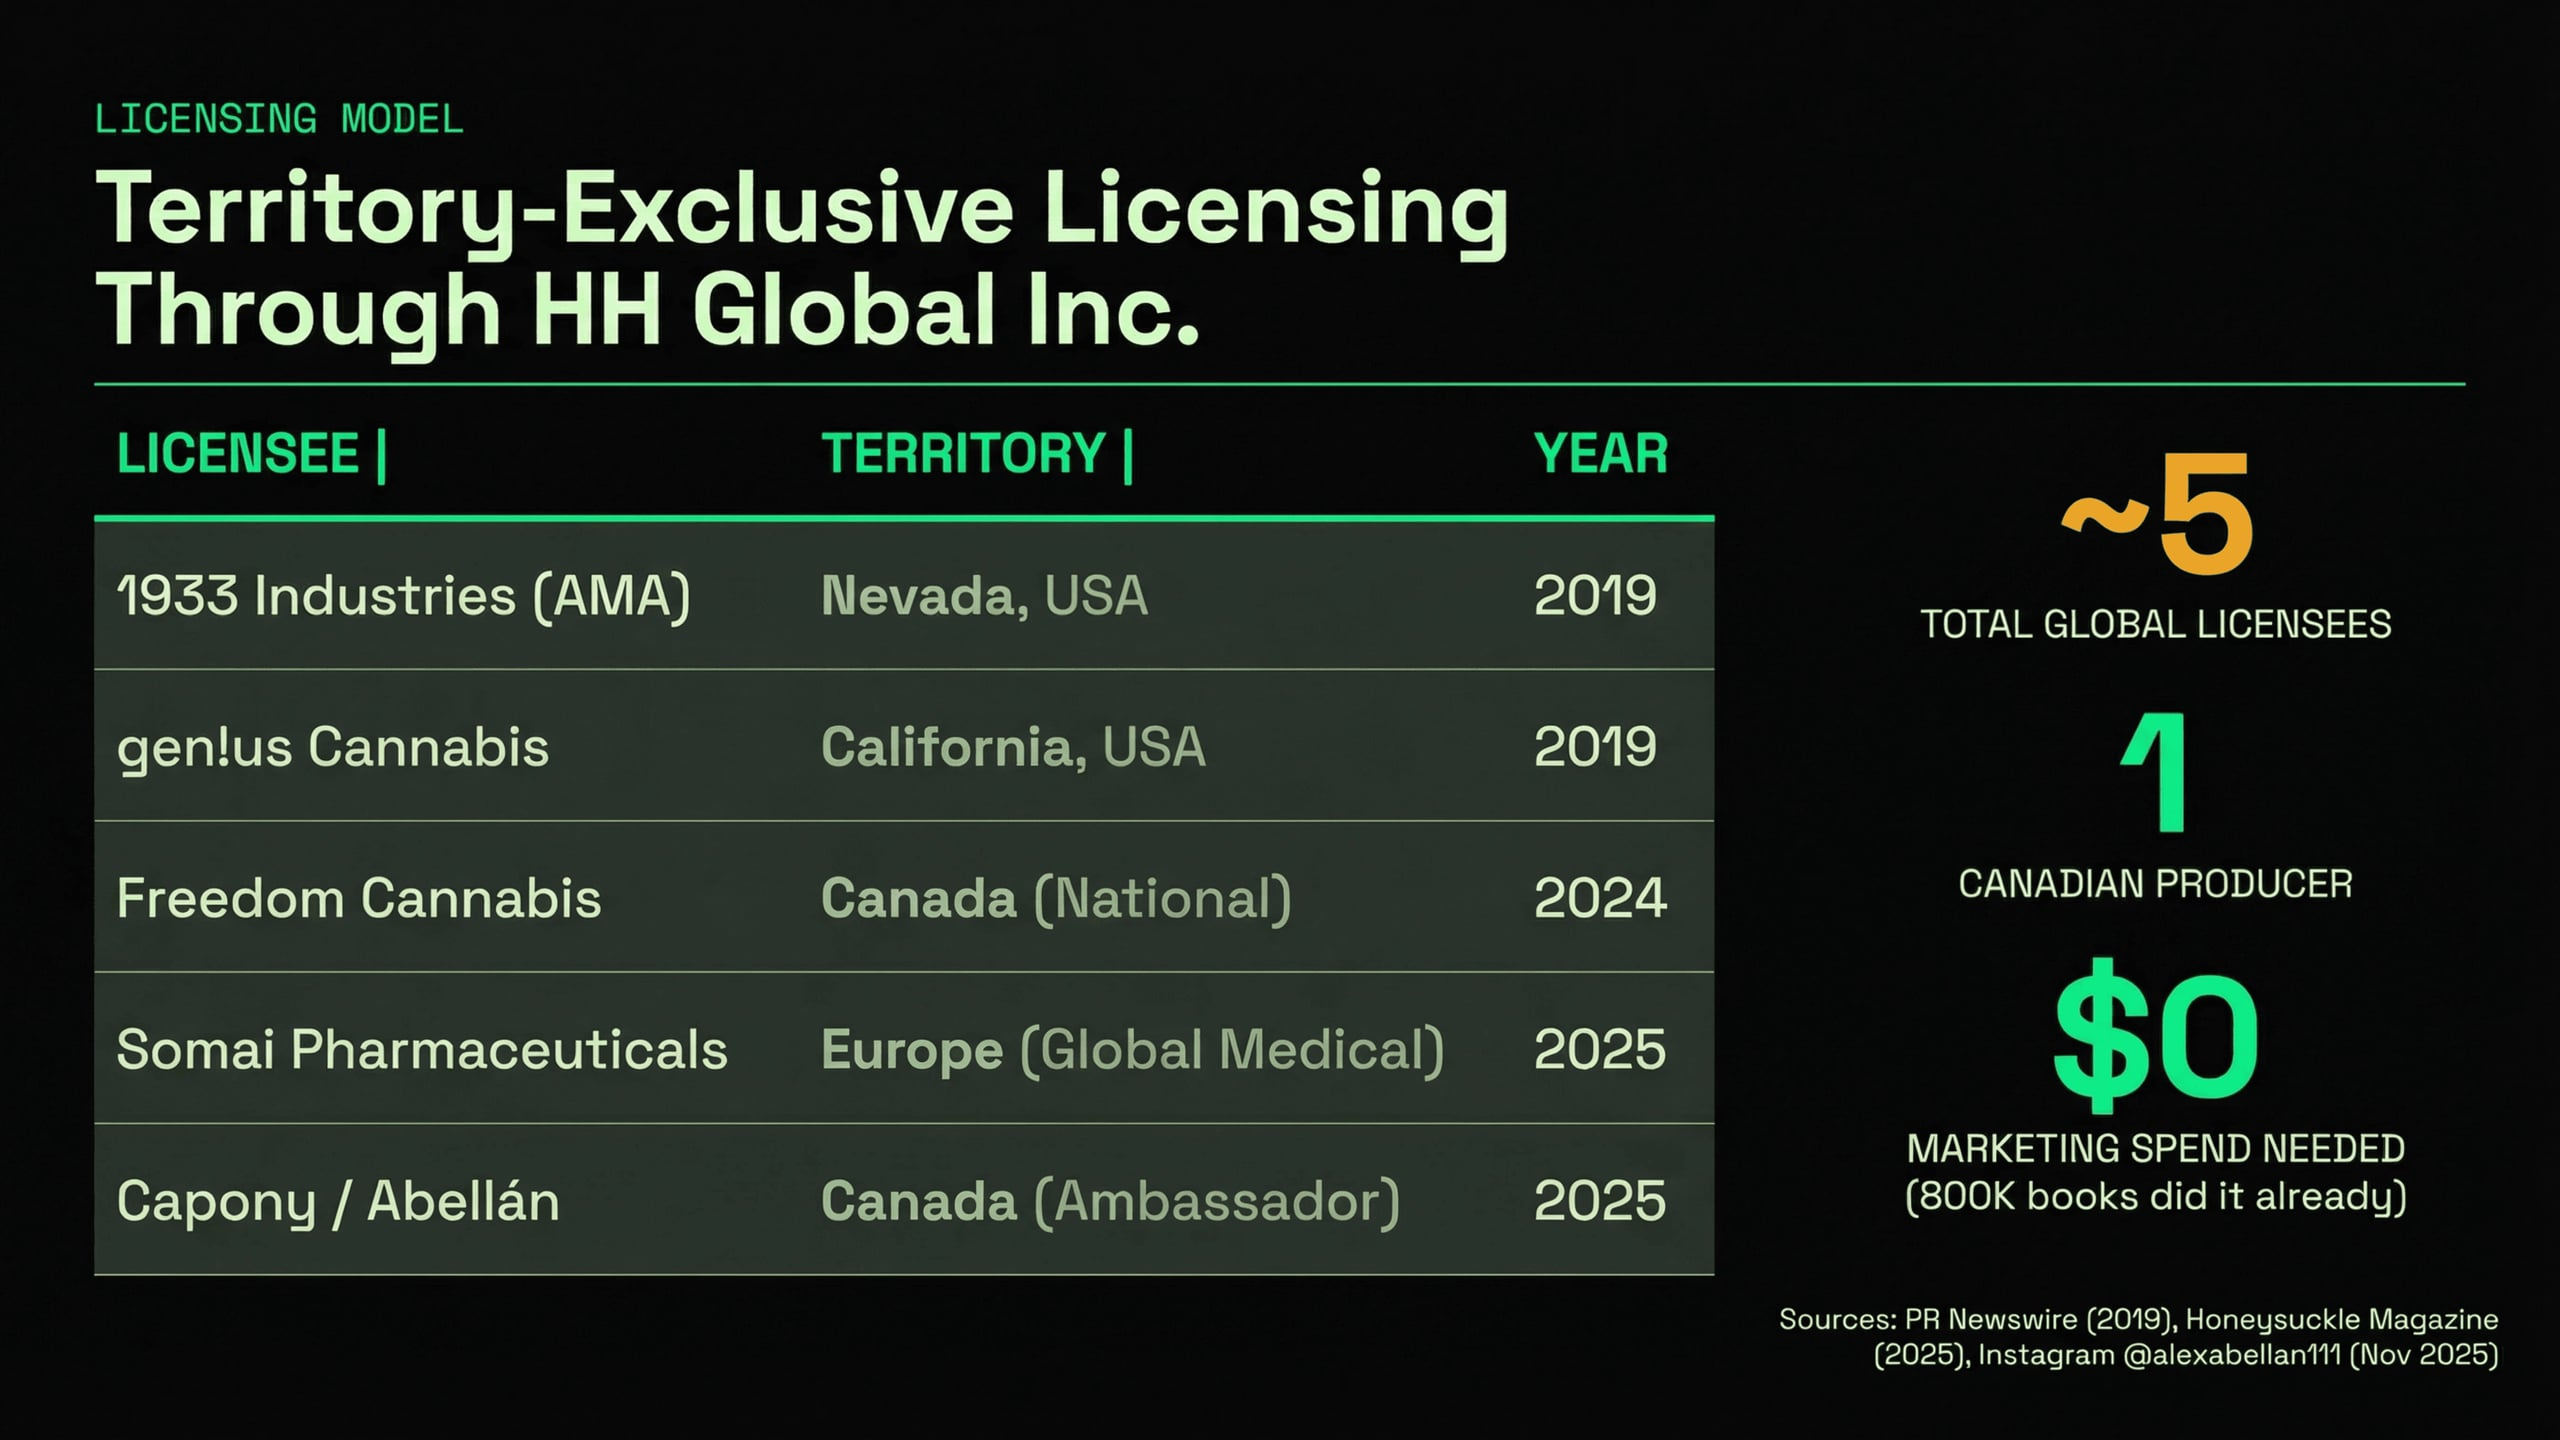 LICENSING MODEL
Territory-Exclusive Licensing
Through HH Global Inc.
LICENSEE | TERRITORY | YEAR
1933 Industries (AMA) Nevada, USA 2019
gen!us Cannabis California, USA 2019
Freedom Cannabis Canada (National) 2024
Somai Pharmaceuticals Europe (Global Medical) 2025
Capony / Abellán Canada (Ambassador) 2025
~5
TOTAL GLOBAL LICENSEES
1
CANADIAN PRODUCER
$0
MARKETING SPEND NEEDED
(800K books did it already)
Sources: PR Newswire (2019), Honeysuckle Magazine
(2025), Instagram @alexabellan111 (Nov 2025)